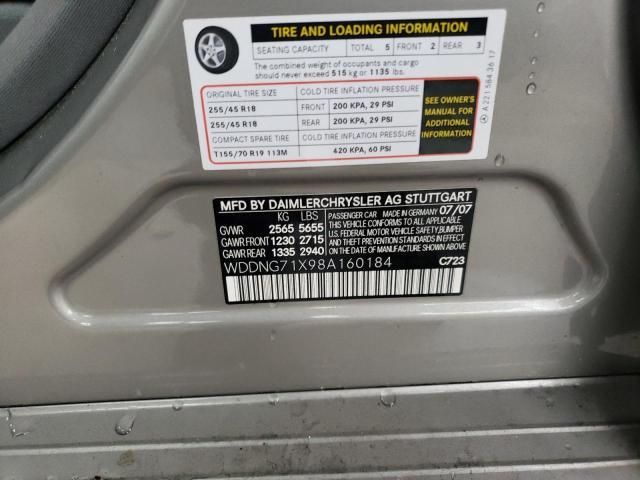 TIRE AND LOADING INFORMATION
SEATING CAPACITY TOTAL 5 FRONT 2 REAR 3
The combined weight of occupants and cargo
should never exceed 515 kg or 1135 lbs.
ORIGINAL TIRE SIZE COLD TIRE INFLATION PRESSURE
255/45 R18 FRONT 200 KPA, 29 PSI
255/45 R18 REAR 200 KPA, 29 PSI
COMPACT SPARE TIRE COLD TIRE INFLATION PRESSURE
T155/70 R19 113M 420 KPA, 60 PSI
SEE OWNER'S
MANUAL FOR
ADDITIONAL
INFORMATION
A 221 584 36 17
MFD BY DAIMLERCHRYSLER AG STUTTGART
KG LBS
GVWR 2565 5655
GAWR FRONT 1230 2715
GAWR REAR 1335 2940
PASSENGER CAR MADE IN GERMANY 07/07
THIS VEHICLE CONFORMS TO ALL APPLICABLE
U.S. FEDERAL MOTOR VEHICLE SAFETY, BUMPER,
AND THEFT PREVENTION STANDARDS IN EFFECT
ON THE DATE OF MANUFACTURE SHOWN ABOVE.
WDDNG71X98A160184 C723